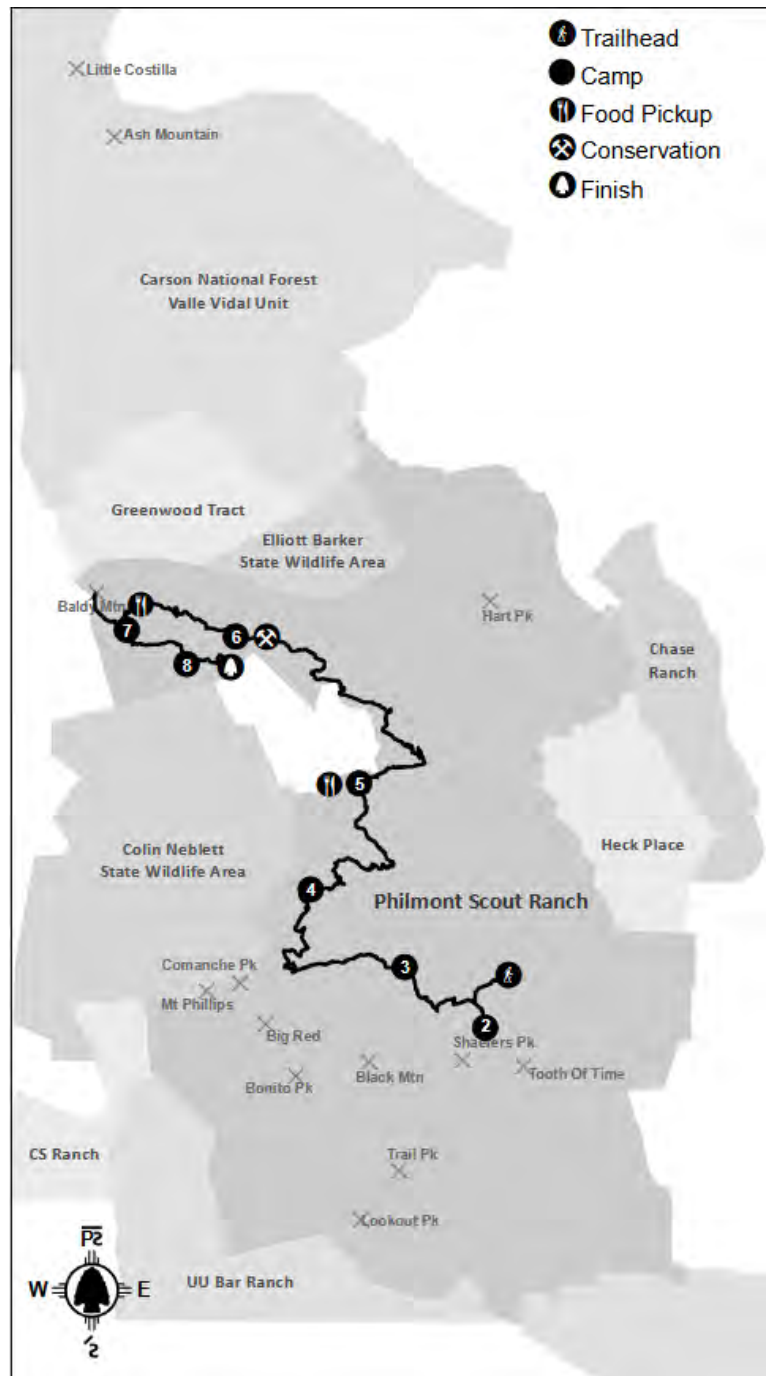 Trailhead
Camp
Food Pickup
Conservation
Finish
Little Costilla
Ash Mountain
Carson National Forest
Valle Vidal Unit
Greenwood Tract
Elliott Barker
State Wildlife Area
Baldy Mtn
Hart Pk
7
6
8
Chase
Ranch
5
Colin Neblett
State Wildlife Area
Heck Place
4
Philmont Scout Ranch
Comanche Pk
3
Mt Phillips
2
Big Red
Shaefers Pk
Black Mtn
Tooth Of Time
Bonito Pk
CS Ranch
Trail Pk
Lookout Pk
W
E
UU Bar Ranch